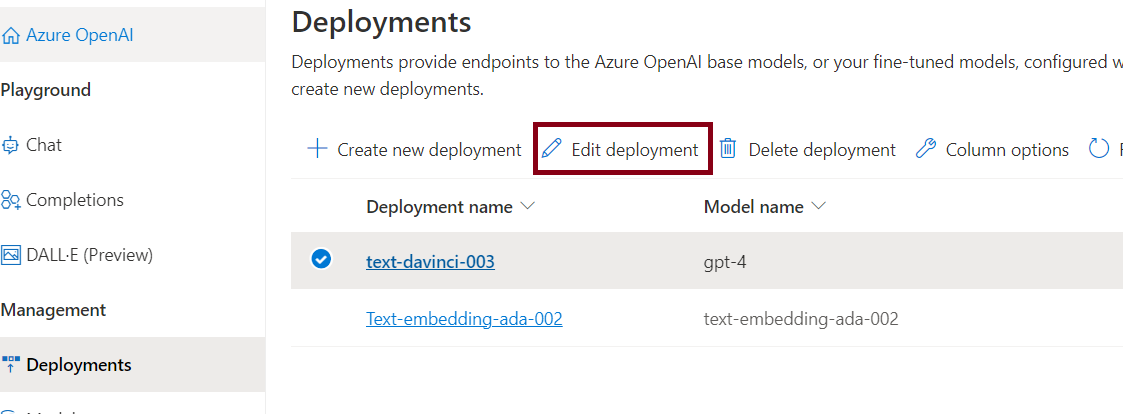 Azure OpenAI
Playground
Chat
Completions
DALL·E (Preview)
Management
Deployments
Deployments
Deployments provide endpoints to the Azure OpenAI base models, or your fine-tuned models, configured
create new deployments.
Create new deployment Edit deployment Delete deployment Column options
Deployment name Model name
text-davinci-003 gpt-4
Text-embedding-ada-002 text-embedding-ada-002